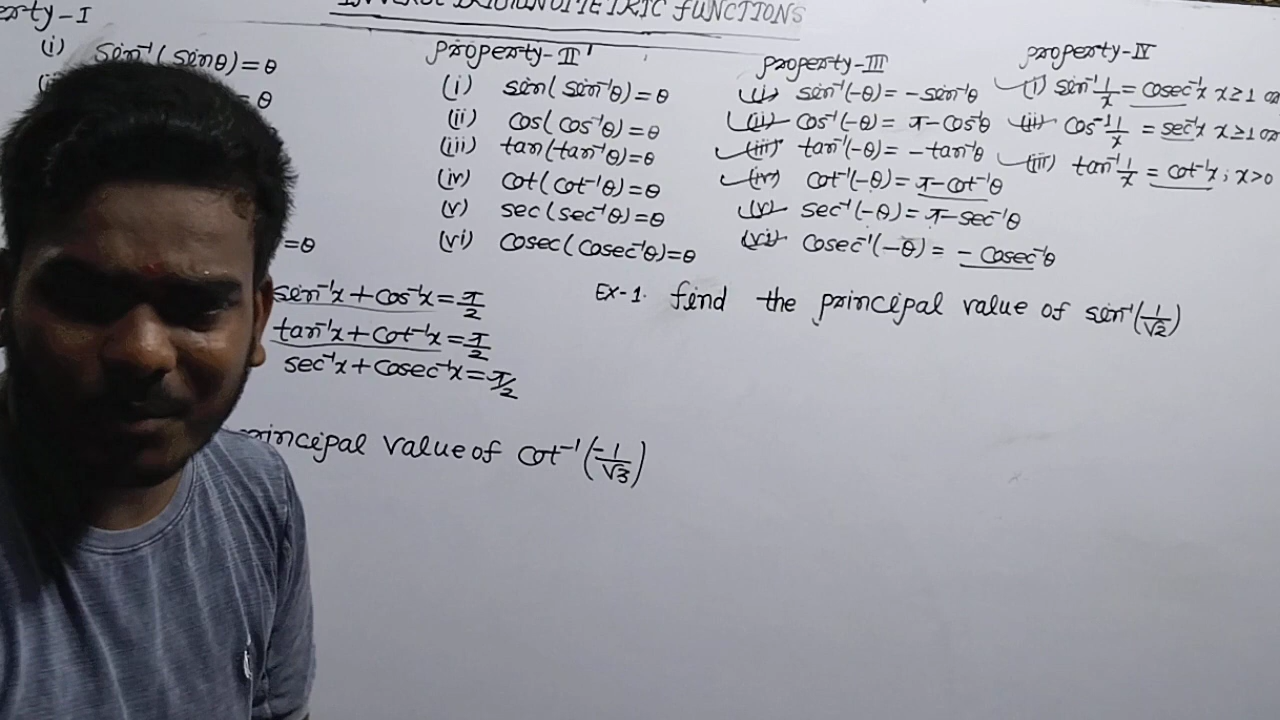 INVERSE TRIGONOMETRIC FUNCTIONS
erty-I
(i) sin⁻¹(sinθ)=θ
=θ
=θ
property-II
(i) sin(sin⁻¹θ)=θ
(ii) cos(cos⁻¹θ)=θ
(iii) tan(tan⁻¹θ)=θ
(iv) cot(cot⁻¹θ)=θ
(v) sec(sec⁻¹θ)=θ
(vi) cosec(cosec⁻¹θ)=θ
property-III
(i) sin⁻¹(-θ)= -sin⁻¹θ
(ii) cos⁻¹(-θ)= π-cos⁻¹θ
(iii) tan⁻¹(-θ)= -tan⁻¹θ
(iv) cot⁻¹(-θ)= π-cot⁻¹θ
(v) sec⁻¹(-θ)= π-sec⁻¹θ
(vi) cosec⁻¹(-θ)= -cosec⁻¹θ
property-IV
(i) sin⁻¹ 1/x = cosec⁻¹x x≥1 or
(ii) cos⁻¹ 1/x = sec⁻¹x x≥1 or
(iii) tan⁻¹ 1/x = cot⁻¹x; x>0
sin⁻¹x+cos⁻¹x=π/2
tan⁻¹x+cot⁻¹x=π/2
sec⁻¹x+cosec⁻¹x=π/2
EX-1. find the principal value of sin⁻¹(1/√2)
principal value of cot⁻¹(-1/√3)